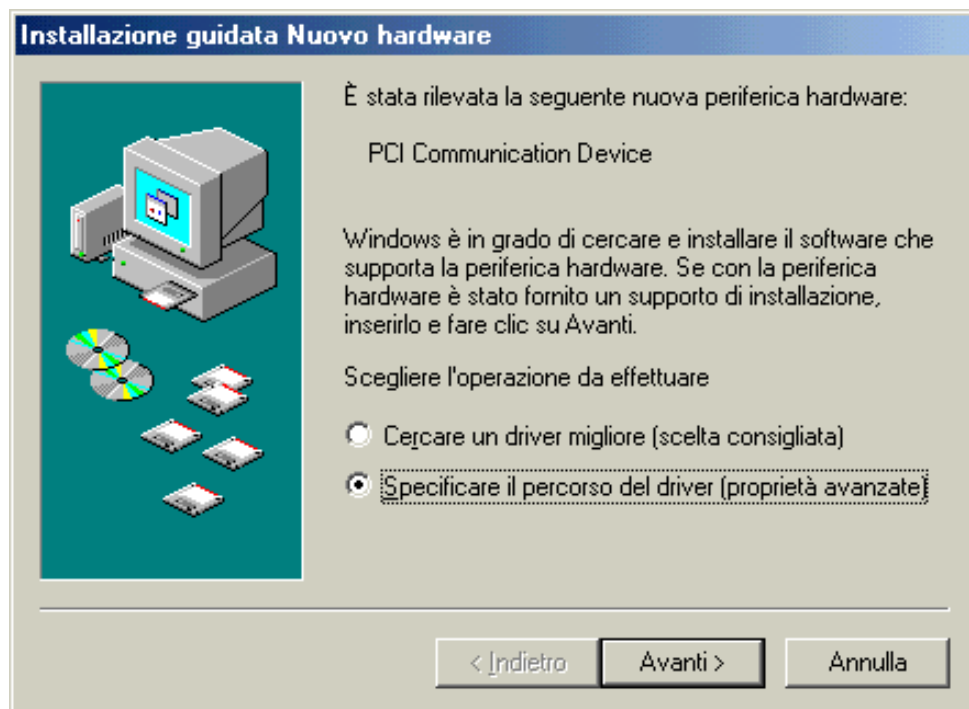 Installazione guidata Nuovo hardware
È stata rilevata la seguente nuova periferica hardware:
PCI Communication Device
Windows è in grado di cercare e installare il software che
supporta la periferica hardware. Se con la periferica
hardware è stato fornito un supporto di installazione,
inserirlo e fare clic su Avanti.
Scegliere l'operazione da effettuare
Cercare un driver migliore (scelta consigliata)
Specificare il percorso del driver (proprietà avanzate)
< Indietro
Avanti >
Annulla